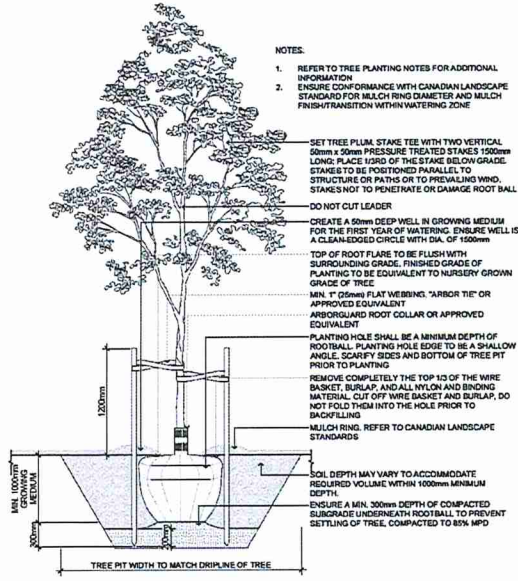 NOTES:
1. REFER TO TREE PLANTING NOTES FOR ADDITIONAL
INFORMATION
2. ENSURE CONFORMANCE WITH CANADIAN LANDSCAPE
STANDARD FOR MULCH RING DIAMETER AND MULCH
FINISH/TRANSITION WITHIN WATERING ZONE
SET TREE PLUM. STAKE TEE WITH TWO VERTICAL
50mm x 50mm PRESSURE TREATED STAKES 1500mm
LONG; PLACE 1/3RD OF THE STAKE BELOW GRADE.
STAKES TO BE POSITIONED PARALLEL TO
STRUCTURE OR PATHS OR TO PREVAILING WIND.
STAKES NOT TO PENETRATE OR DAMAGE ROOT BALL
DO NOT CUT LEADER
CREATE A 50mm DEEP WELL IN GROWING MEDIUM
FOR THE FIRST YEAR OF WATERING. ENSURE WELL IS
A CLEAN-EDGED CIRCLE WITH DIA. OF 1500mm
TOP OF ROOT FLARE TO BE FLUSH WITH
SURROUNDING GRADE, FINISHED GRADE OF
PLANTING TO BE EQUIVALENT TO NURSERY GROWN
GRADE OF TREE
MIN. 1" (25mm) FLAT WEBBING, "ARBOR TIE" OR
APPROVED EQUIVALENT
ARBORGUARD ROOT COLLAR OR APPROVED
EQUIVALENT
PLANTING HOLE SHALL BE A MINIMUM DEPTH OF
ROOTBALL. PLANTING HOLE EDGE TO BE A SHALLOW
ANGLE, SCARIFY SIDES AND BOTTOM OF TREE PIT
PRIOR TO PLANTING
REMOVE COMPLETELY THE TOP 1/3 OF THE WIRE
BASKET, BURLAP, AND ALL NYLON AND BINDING
MATERIAL. CUT OFF WIRE BASKET AND BURLAP, DO
NOT FOLD THEM INTO THE HOLE PRIOR TO
BACKFILLING
MULCH RING. REFER TO CANADIAN LANDSCAPE
STANDARDS
SOIL DEPTH MAY VARY TO ACCOMMODATE
REQUIRED VOLUME WITHIN 1000mm MINIMUM
DEPTH.
ENSURE A MIN. 300mm DEPTH OF COMPACTED
SUBGRADE UNDERNEATH ROOTBALL TO PREVENT
SETTLING OF TREE, COMPACTED TO 85% MPD
1200mm
MIN. 1000mm
GROWING
MEDIUM
300mm
200mm
TREE PIT WIDTH TO MATCH DRIPLINE OF TREE